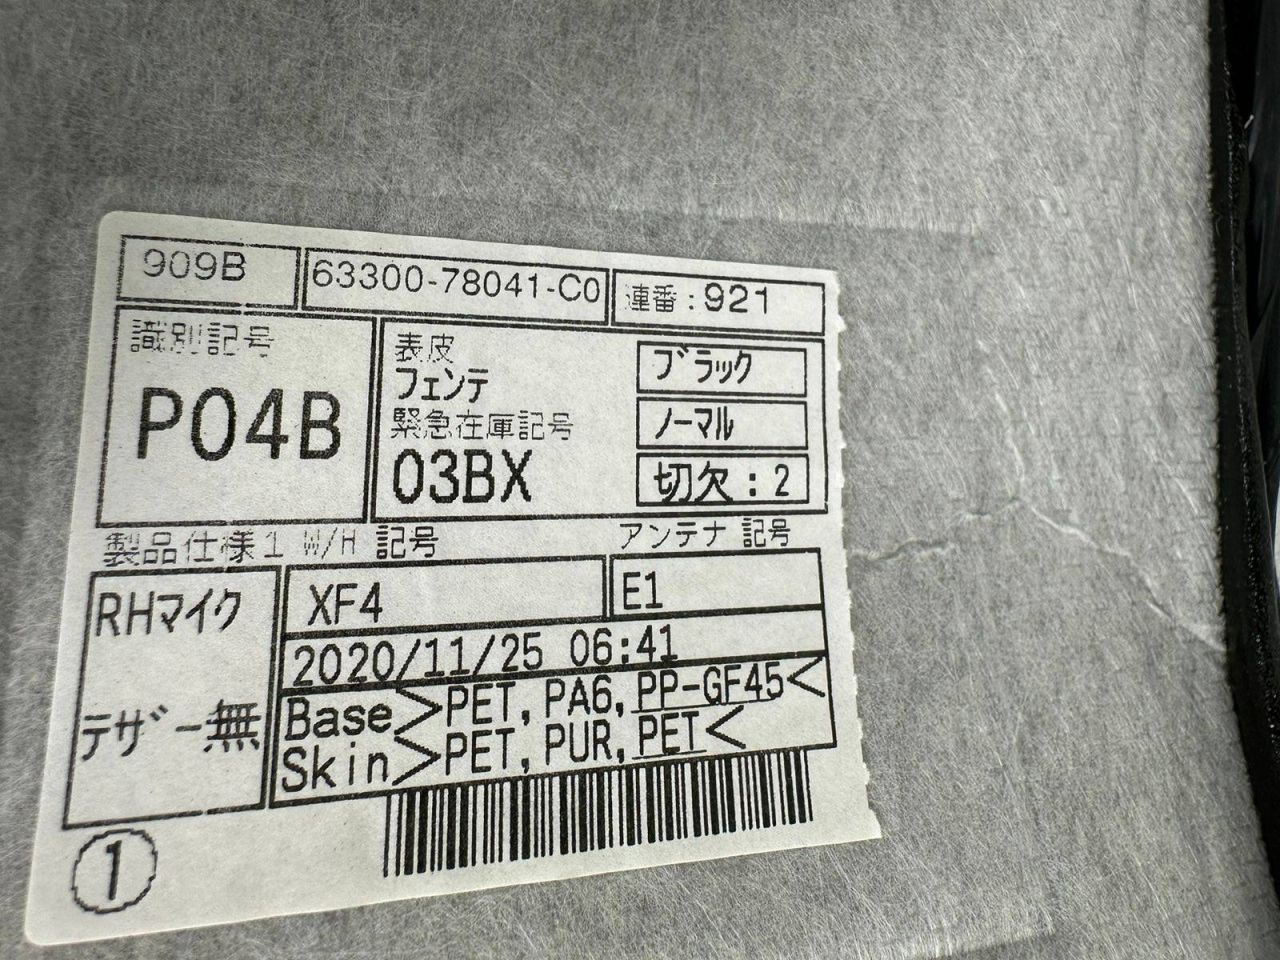 909B 63300-78041-C0 連番:921
識別記号
P04B
表皮
フェンテ
緊急在庫記号
03BX
ブラック
ノーマル
切欠:2
製品仕様1 W/H 記号 アンテナ 記号
RHマイク
テザー無
XF4 E1
2020/11/25 06:41
Base>PET,PA6,PP-GF45<
Skin>PET,PUR,PET<
①